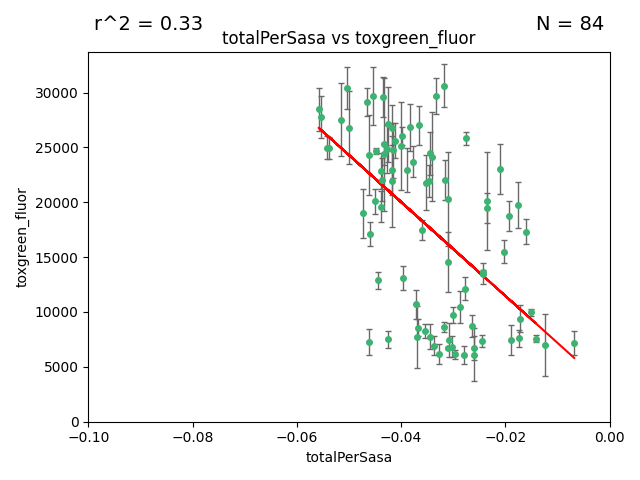 r^2 = 0.33
N = 84
totalPerSasa vs toxgreen_fluor
toxgreen_fluor
30000
25000
20000
15000
10000
5000
0
−0.10
−0.08
−0.06
−0.04
−0.02
0.00
totalPerSasa